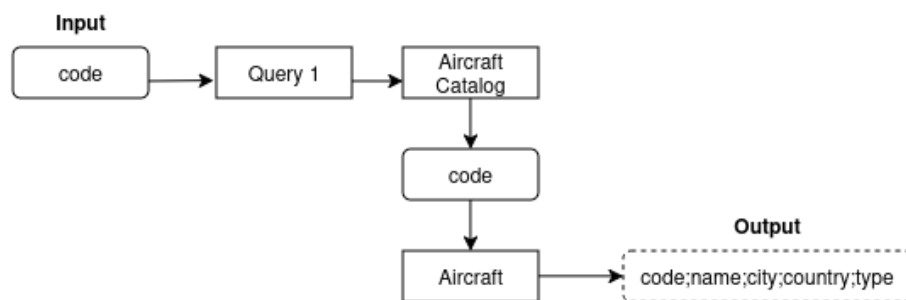 Input
code
Query 1
Aircraft
Catalog
code
Aircraft
Output
code;name;city;country;type